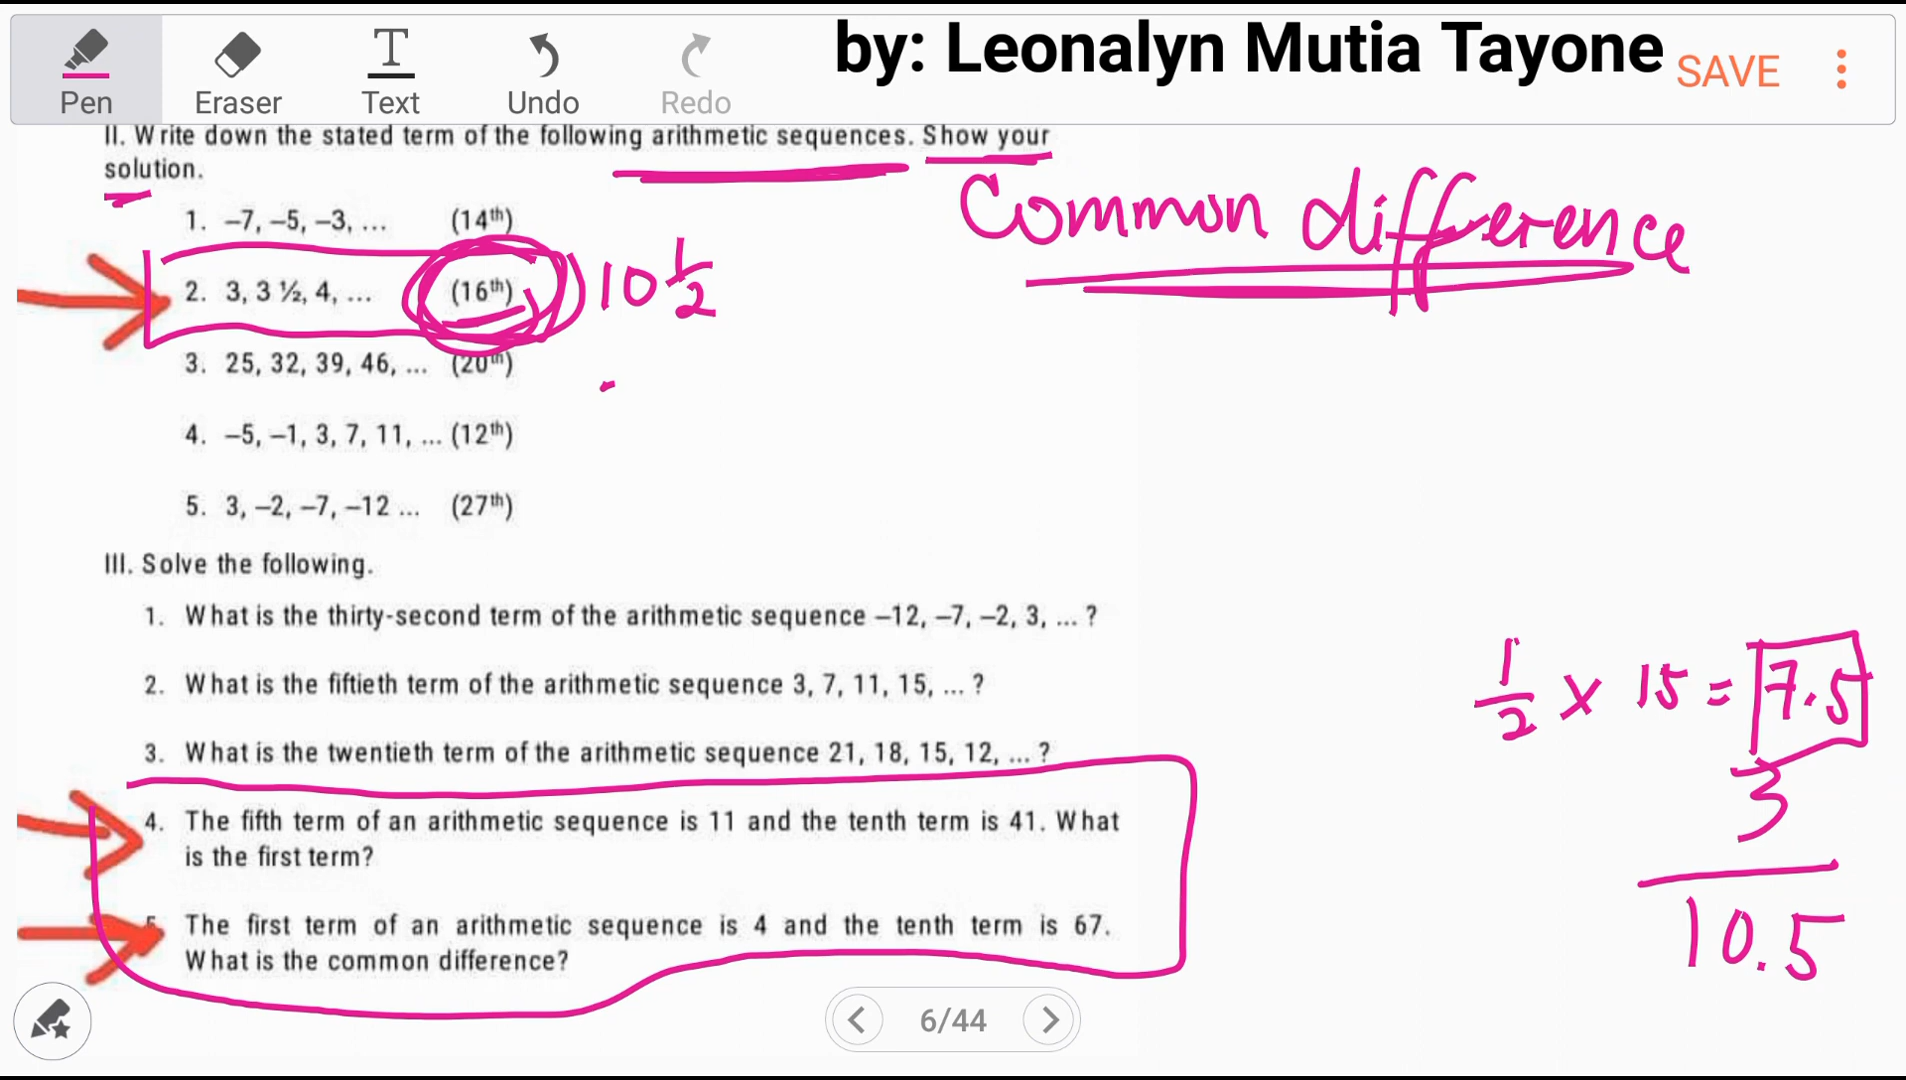 by: Leonalyn Mutia Tayone
SAVE
Pen
Eraser
Text
Undo
Redo
II. Write down the stated term of the following arithmetic sequences. Show your
solution.
Common difference
1. –7, –5, –3, ... (14th)
2. 3, 3 ½, 4, ... (16th) 10 1/2
3. 25, 32, 39, 46, ... (20th)
4. –5, –1, 3, 7, 11, ... (12th)
5. 3, –2, –7, –12 ... (27th)
III. Solve the following.
1. What is the thirty-second term of the arithmetic sequence –12, –7, –2, 3, ... ?
2. What is the fiftieth term of the arithmetic sequence 3, 7, 11, 15, ... ?
3. What is the twentieth term of the arithmetic sequence 21, 18, 15, 12, ... ?
4. The fifth term of an arithmetic sequence is 11 and the tenth term is 41. What
is the first term?
The first term of an arithmetic sequence is 4 and the tenth term is 67.
What is the common difference?
1/2 x 15 = 7.5
3
10.5
6/44